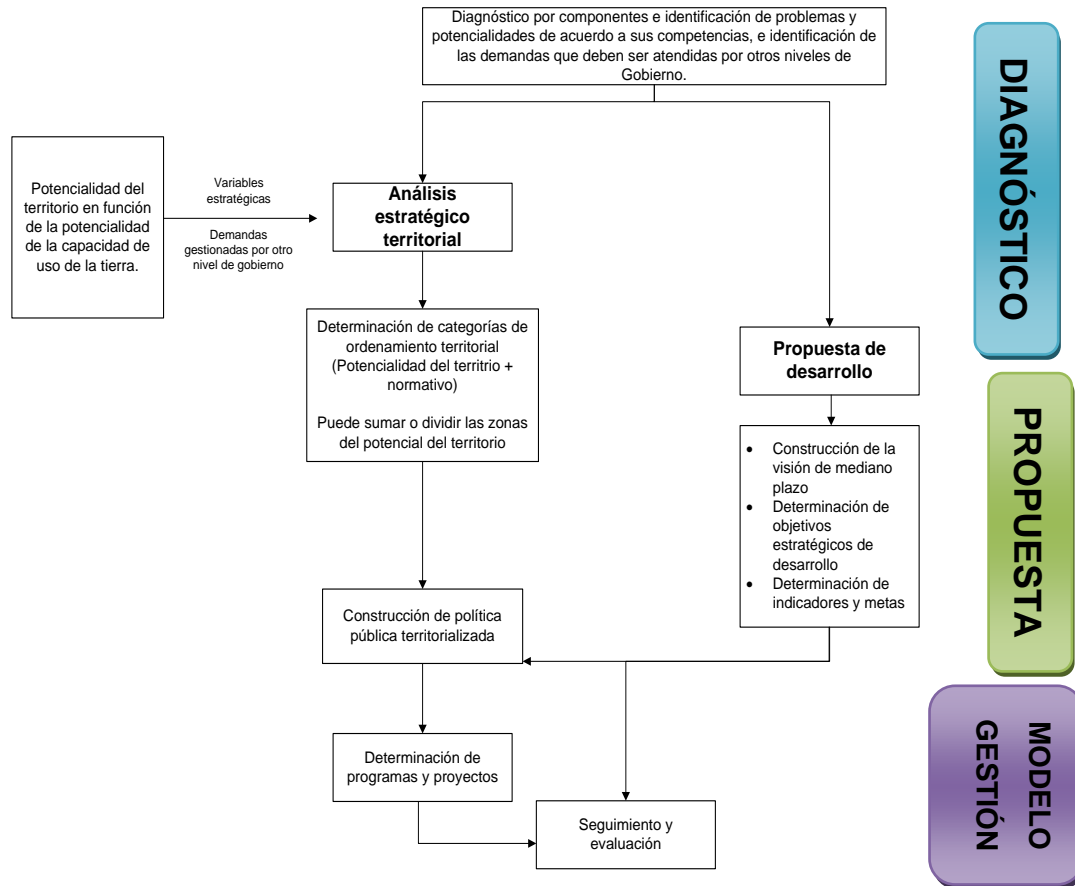 Diagnóstico por componentes e identificación de problemas y
potencialidades de acuerdo a sus competencias, e identificación de
las demandas que deben ser atendidas por otros niveles de
Gobierno.
DIAGNÓSTICO
Potencialidad del
territorio en función
de la potencialidad
de la capacidad de
uso de la tierra.
Variables
estratégicas
Demandas
gestionadas por otro
nivel de gobierno
Análisis
estratégico
territorial
Determinación de categorías de
ordenamiento territorial
(Potencialidad del territrio +
normativo)
Puede sumar o dividir las zonas
del potencial del territorio
Propuesta de
desarrollo
• Construcción de la
visión de mediano
plazo
• Determinación de
objetivos
estratégicos de
desarrollo
• Determinación de
indicadores y metas
PROPUESTA
Construcción de política
pública territorializada
Determinación de
programas y proyectos
Seguimiento y
evaluación
MODELO
GESTIÓN